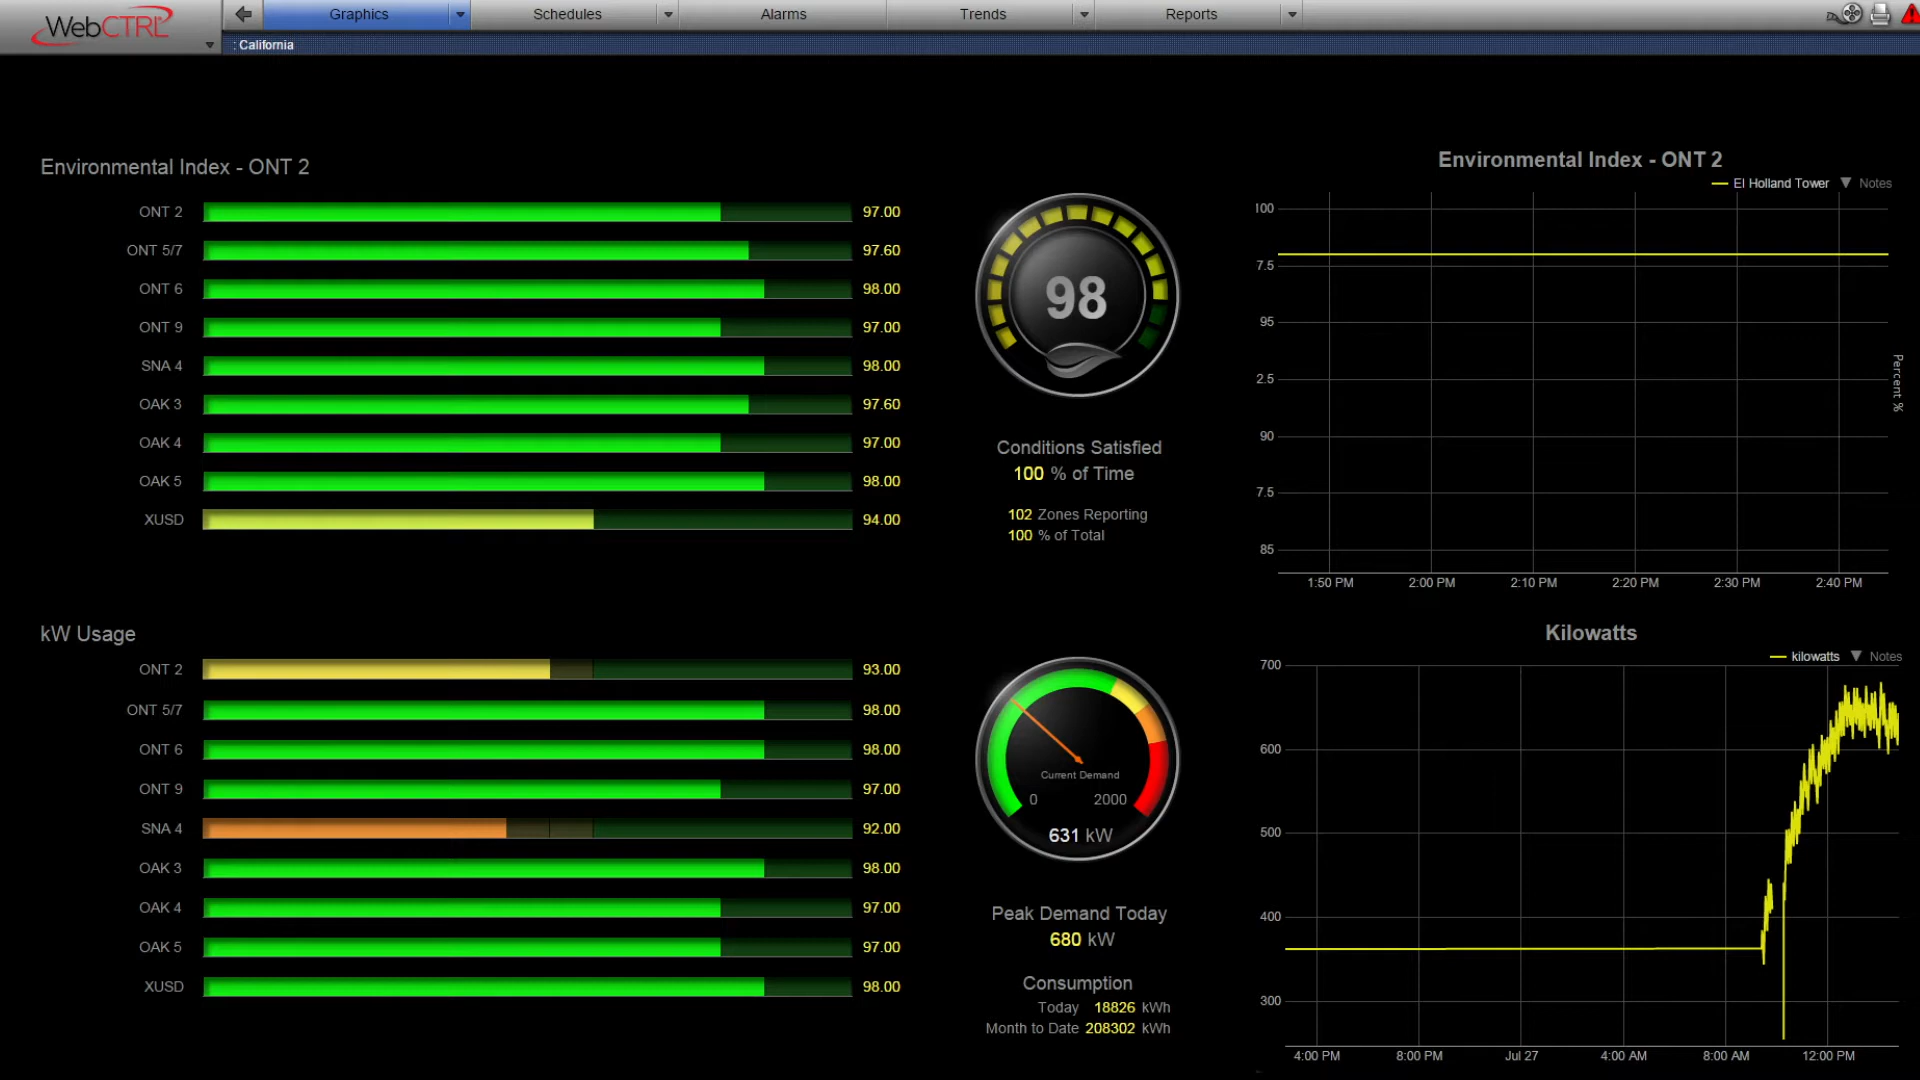 WebCTRL
Graphics
Schedules
Alarms
Trends
Reports
: California
Environmental Index - ONT 2
ONT 2 97.00
ONT 5/7 97.60
ONT 6 98.00
ONT 9 97.00
SNA 4 98.00
OAK 3 97.60
OAK 4 97.00
OAK 5 98.00
XUSD 94.00
98
Conditions Satisfied
100 % of Time
102 Zones Reporting
100 % of Total
Environmental Index - ONT 2
EI Holland Tower Notes
100
7.5
95
2.5
90
7.5
85
Percent %
1:50 PM 2:00 PM 2:10 PM 2:20 PM 2:30 PM 2:40 PM
kW Usage
ONT 2 93.00
ONT 5/7 98.00
ONT 6 98.00
ONT 9 97.00
SNA 4 92.00
OAK 3 98.00
OAK 4 97.00
OAK 5 97.00
XUSD 98.00
Current Demand
0 2000
631 kW
Peak Demand Today
680 kW
Consumption
Today 18826 kWh
Month to Date 208302 kWh
Kilowatts
kilowatts Notes
700
600
500
400
300
4:00 PM 8:00 PM Jul 27 4:00 AM 8:00 AM 12:00 PM